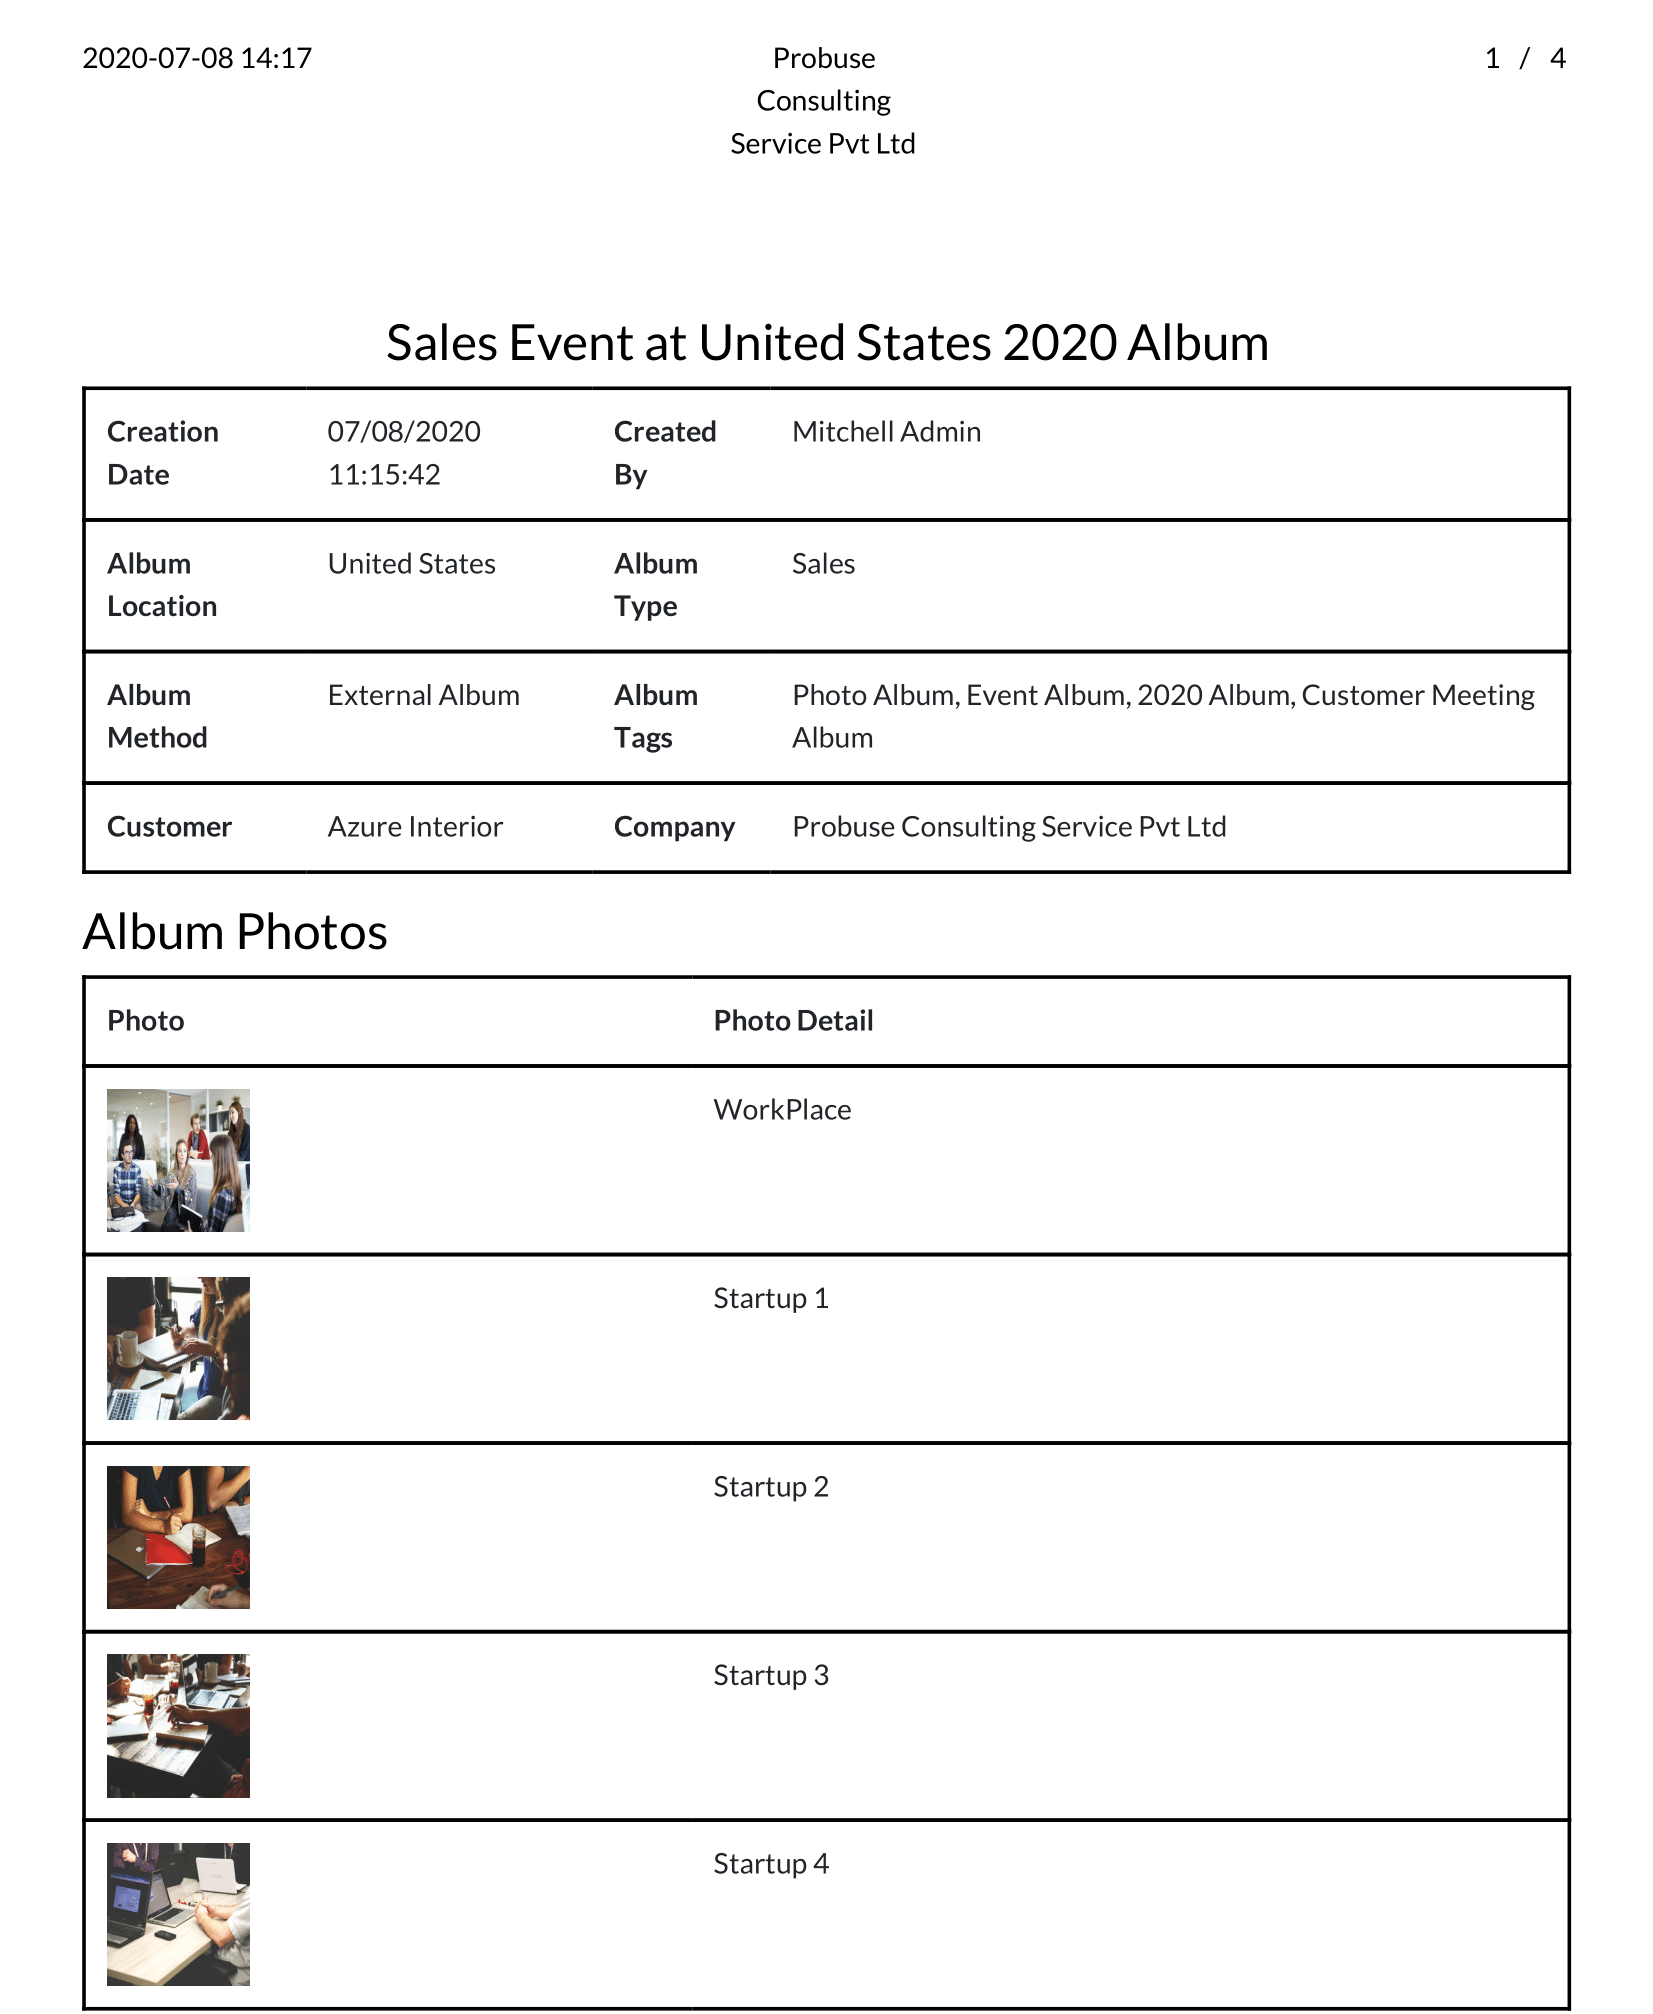 2020-07-08 14:17
Probuse
Consulting
Service Pvt Ltd
1 / 4
Sales Event at United States 2020 Album
Creation
Date
07/08/2020
11:15:42
Created
By
Mitchell Admin
Album
Location
United States
Album
Type
Sales
Album
Method
External Album
Album
Tags
Photo Album, Event Album, 2020 Album, Customer Meeting
Album
Customer
Azure Interior
Company
Probuse Consulting Service Pvt Ltd
Album Photos
Photo
Photo Detail
WorkPlace
Startup 1
Startup 2
Startup 3
Startup 4